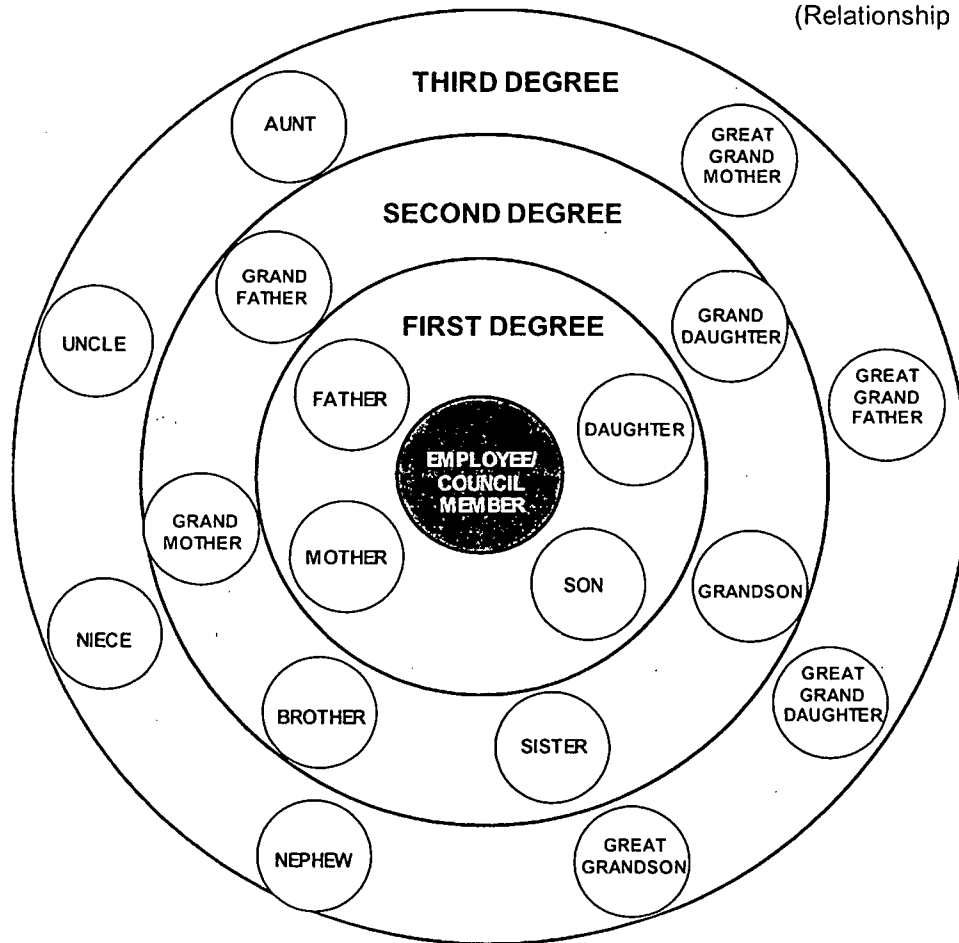 (Relationship
THIRD DEGREE
AUNT
GREAT
GRAND
MOTHER
SECOND DEGREE
GRAND
FATHER
GRAND
DAUGHTER
UNCLE
FIRST DEGREE
GREAT
GRAND
FATHER
FATHER
DAUGHTER
EMPLOYEE/
COUNCIL
MEMBER
GRAND
MOTHER
MOTHER
SON
GRANDSON
NIECE
GREAT
GRAND
DAUGHTER
BROTHER
SISTER
NEPHEW
GREAT
GRANDSON